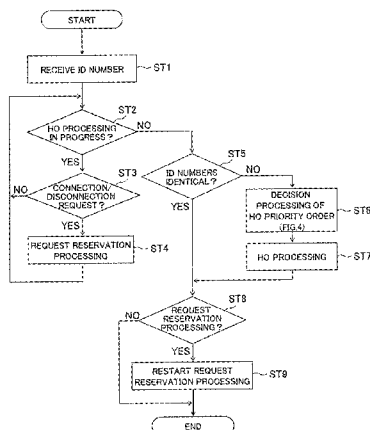 START
RECEIVE ID NUMBER
ST1
ST2
HO PROCESSING
IN PROGRESS?
NO
YES
ST3
NO
CONNECTION/
DISCONNECTION
REQUEST?
YES
REQUEST RESERVATION
PROCESSING
ST4
ST5
ID NUMBERS
IDENTICAL?
NO
YES
DECISION
PROCESSING OF
HO PRIORITY ORDER
(FIG.4)
ST6
HO PROCESSING
ST7
ST8
NO
REQUEST
RESERVATION
PROCESSING?
YES
RESTART REQUEST
RESERVATION PROCESSING
ST9
END